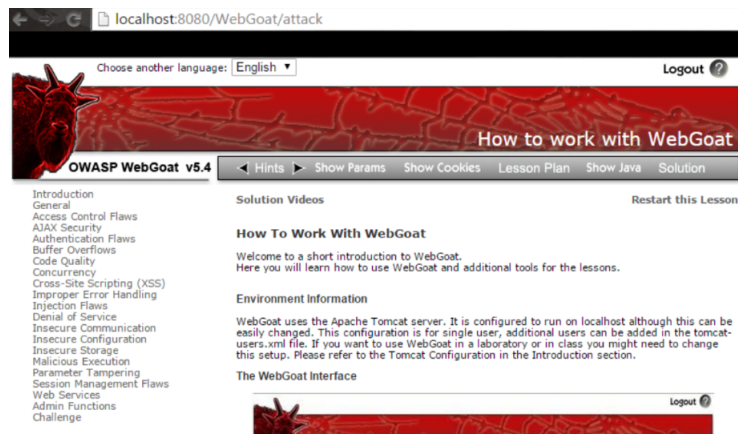 localhost:8080/WebGoat/attack
Choose another language: English
Logout ?
How to work with WebGoat
OWASP WebGoat v5.4
Hints Show Params Show Cookies Lesson Plan Show Java Solution
Introduction
General
Access Control Flaws
AJAX Security
Authentication Flaws
Buffer Overflows
Code Quality
Concurrency
Cross-Site Scripting (XSS)
Improper Error Handling
Injection Flaws
Denial of Service
Insecure Communication
Insecure Configuration
Insecure Storage
Malicious Execution
Parameter Tampering
Session Management Flaws
Web Services
Admin Functions
Challenge
Solution Videos
Restart this Lesson
How To Work With WebGoat
Welcome to a short introduction to WebGoat.
Here you will learn how to use WebGoat and additional tools for the lessons.
Environment Information
WebGoat uses the Apache Tomcat server. It is configured to run on localhost although this can be
easily changed. This configuration is for single user, additional users can be added in the tomcat-
users.xml file. If you want to use WebGoat in a laboratory or in class you might need to change
this setup. Please refer to the Tomcat Configuration in the Introduction section.
The WebGoat Interface
Logout ?